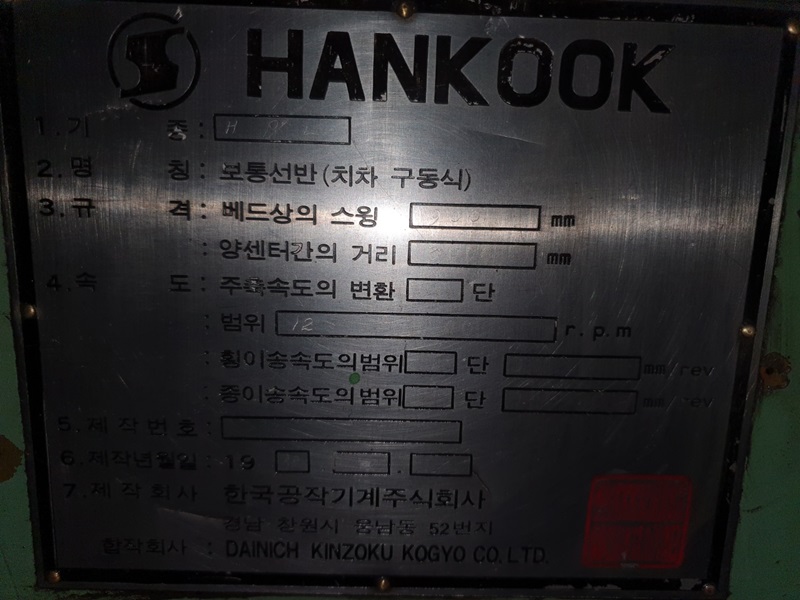 HANKOOK
1. 기 종 :
2. 명 칭 : 보통선반 (치차 구동식)
3. 규 격 : 베드상의 스윙 mm
: 양센터간의 거리 mm
4. 속 도 : 주축속도의 변환 단
: 범위 12 r.p.m
: 횡이송속도의범위 단 mm/rev
: 종이송속도의범위 단 mm/rev
5. 제작번호 :
6. 제작년월일 : 19 .
7. 제작회사 한국공작기계주식회사
경남 창원시 웅남동 52번지
합작회사 : DAINICH KINZOKU KOGYO CO. LTD.